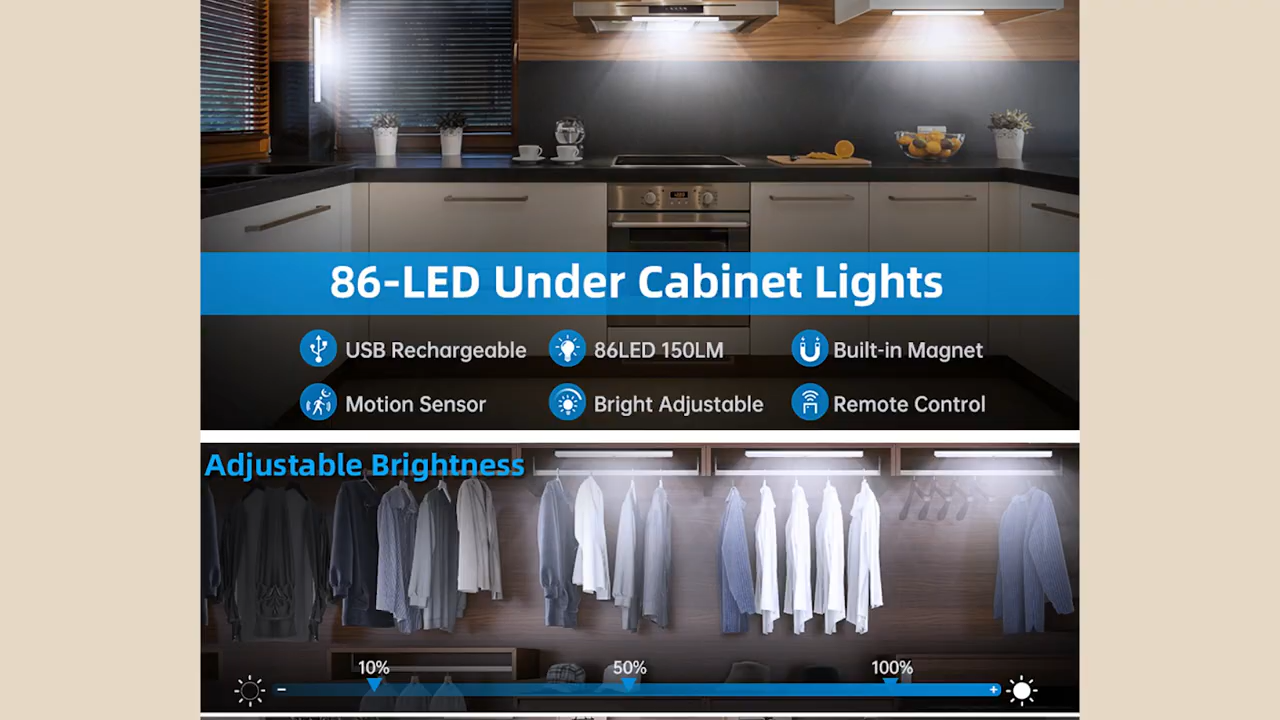 86-LED Under Cabinet Lights
USB Rechargeable
86LED 150LM
Built-in Magnet
Motion Sensor
Bright Adjustable
Remote Control
Adjustable Brightness
10%
50%
100%